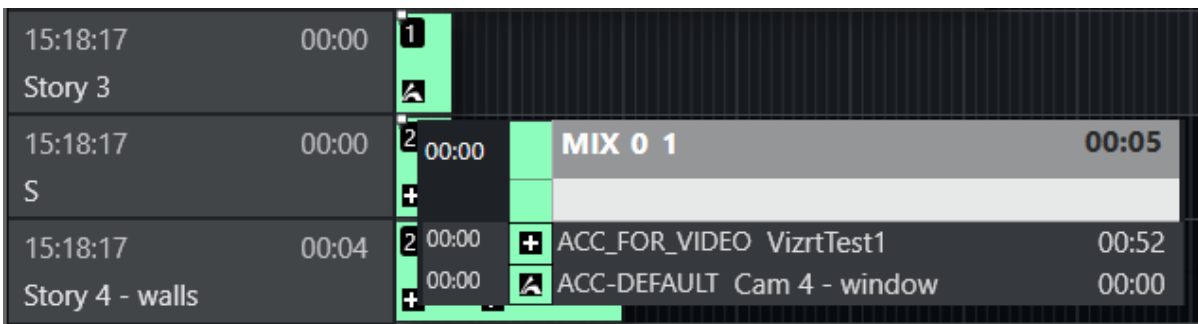 15:18:17 00:00 1
Story 3
15:18:17 00:00 2
S
15:18:17 00:04 2
Story 4 - walls
00:00 MIX 0 1 00:05
00:00 ACC_FOR_VIDEO VizrtTest1 00:52
00:00 ACC-DEFAULT Cam 4 - window 00:00